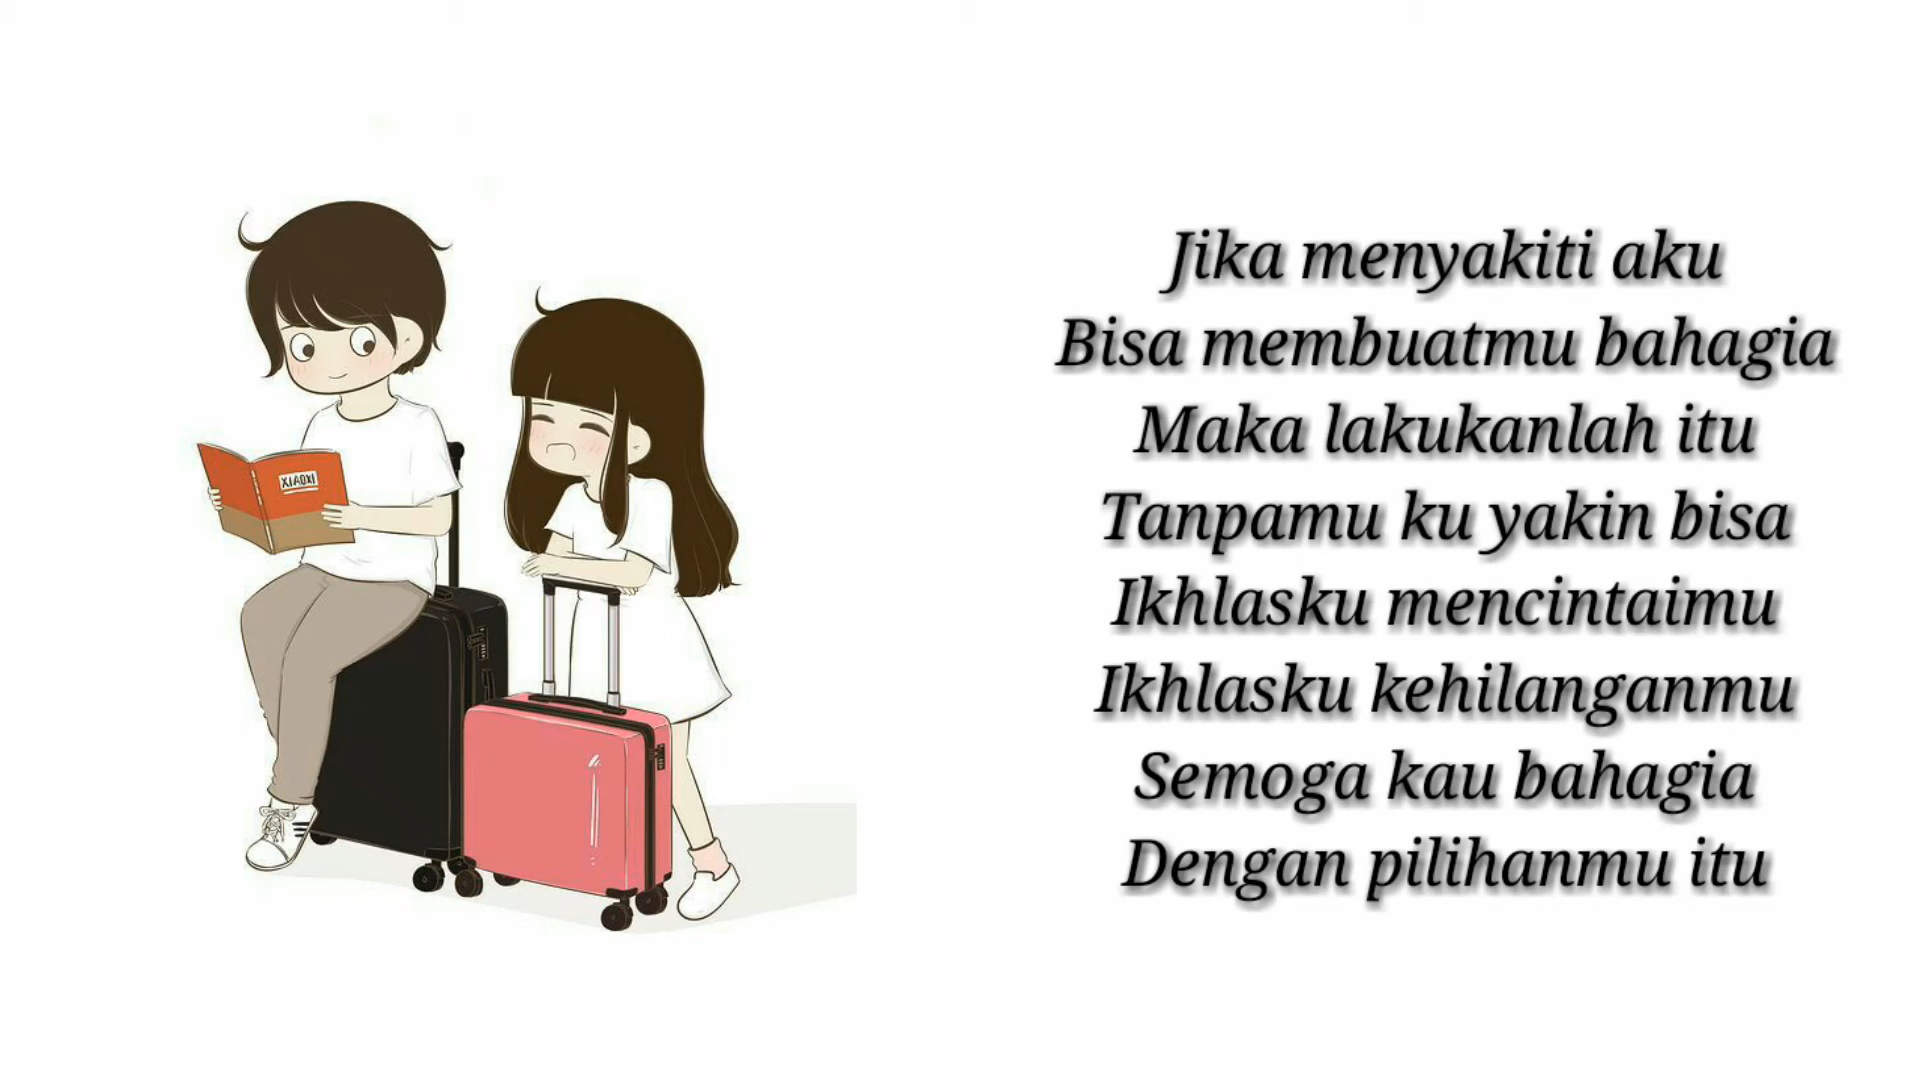 XIAOXI
Jika menyakiti aku
Bisa membuatmu bahagia
Maka lakukanlah itu
Tanpamu ku yakin bisa
Ikhlasku mencintaimu
Ikhlasku kehilanganmu
Semoga kau bahagia
Dengan pilihanmu itu